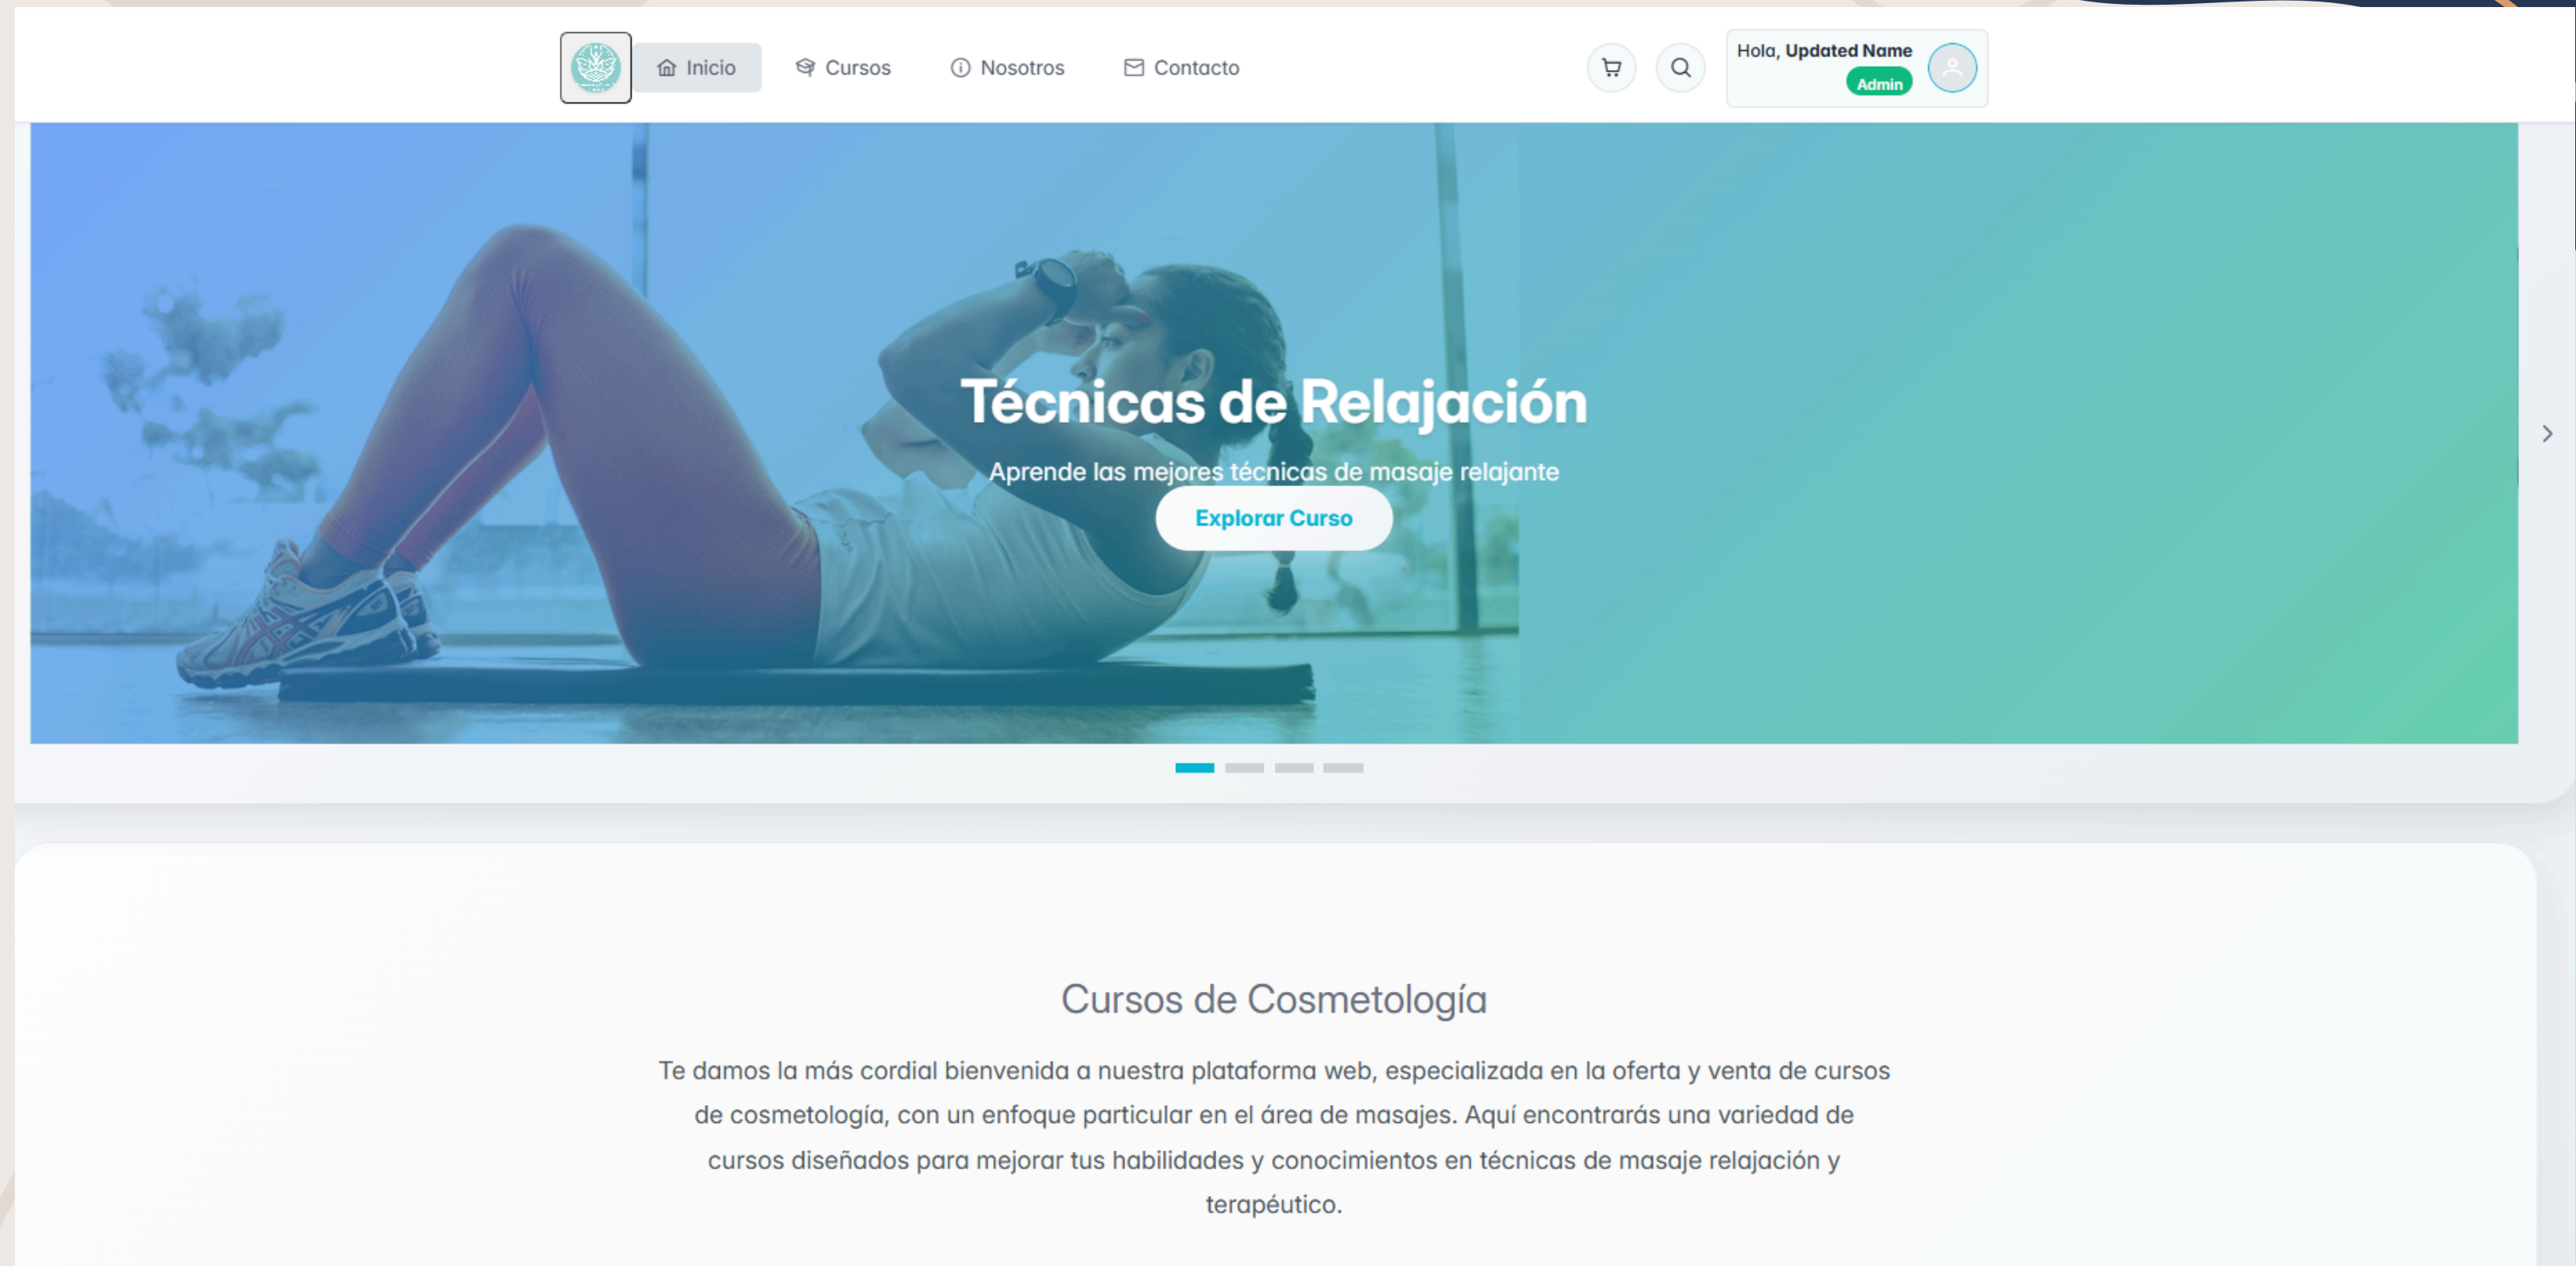 Inicio
Cursos
Nosotros
Contacto
Hola, Updated Name
Admin
Técnicas de Relajación
Aprende las mejores técnicas de masaje relajante
Explorar Curso
Cursos de Cosmetología
Te damos la más cordial bienvenida a nuestra plataforma web, especializada en la oferta y venta de cursos
de cosmetología, con un enfoque particular en el área de masajes. Aquí encontrarás una variedad de
cursos diseñados para mejorar tus habilidades y conocimientos en técnicas de masaje relajación y
terapéutico.